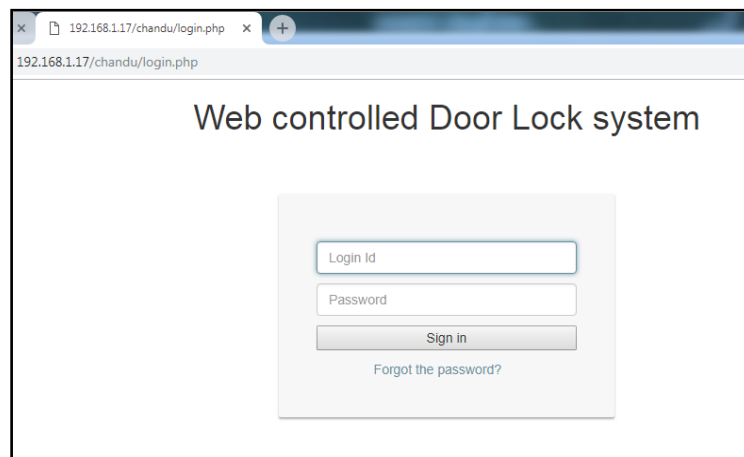 192.168.1.17/chandu/login.php
192.168.1.17/chandu/login.php
Web controlled Door Lock system
Login Id
Password
Sign in
Forgot the password?